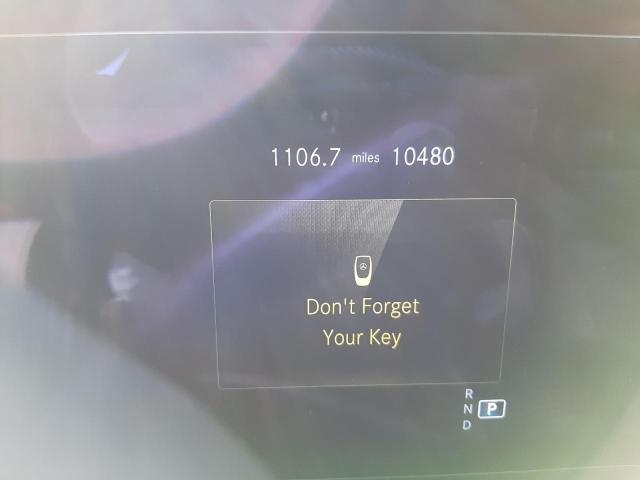 1106.7 miles 10480
Don't Forget
Your Key
R
N P
D